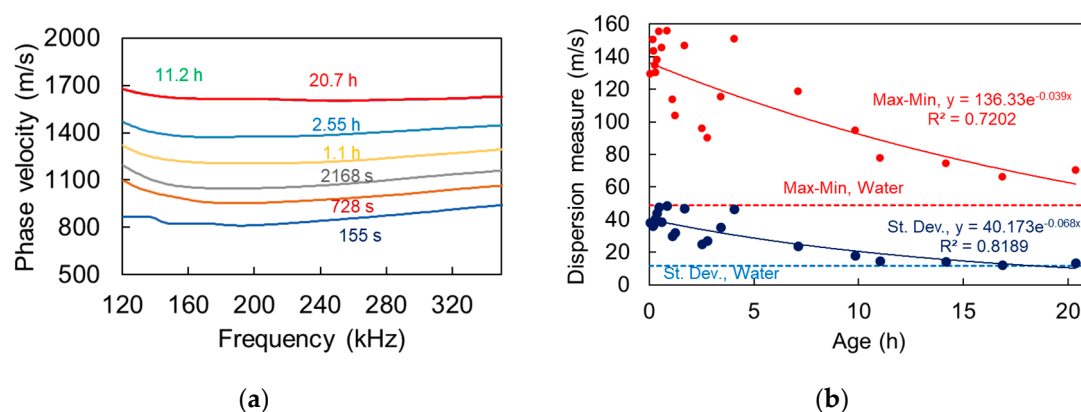 2000
1700
1400
1100
800
500
Phase velocity (m/s)
11.2 h
20.7 h
2.55 h
1.1 h
2168 s
728 s
155 s
120
160
200
240
280
320
Frequency (kHz)
(a)
160
140
120
100
80
60
40
20
0
Dispersion measure (m/s)
Max-Min, y = 136.33e-0.039x
R² = 0.7202
Max-Min, Water
St. Dev., y = 40.173e-0.068x
R² = 0.8189
St. Dev., Water
0
5
10
15
20
Age (h)
(b)